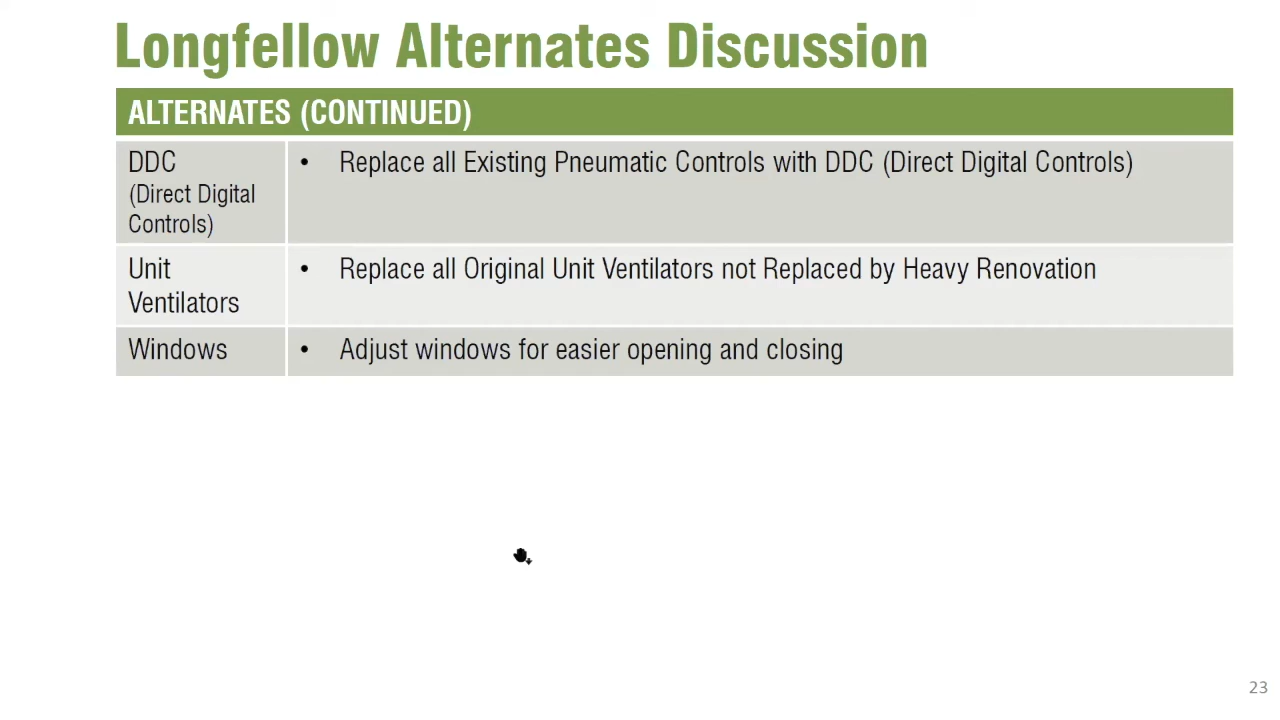 Longfellow Alternates Discussion
ALTERNATES (CONTINUED)
DDC
(Direct Digital
Controls)
• Replace all Existing Pneumatic Controls with DDC (Direct Digital Controls)
Unit
Ventilators
• Replace all Original Unit Ventilators not Replaced by Heavy Renovation
Windows
• Adjust windows for easier opening and closing
23